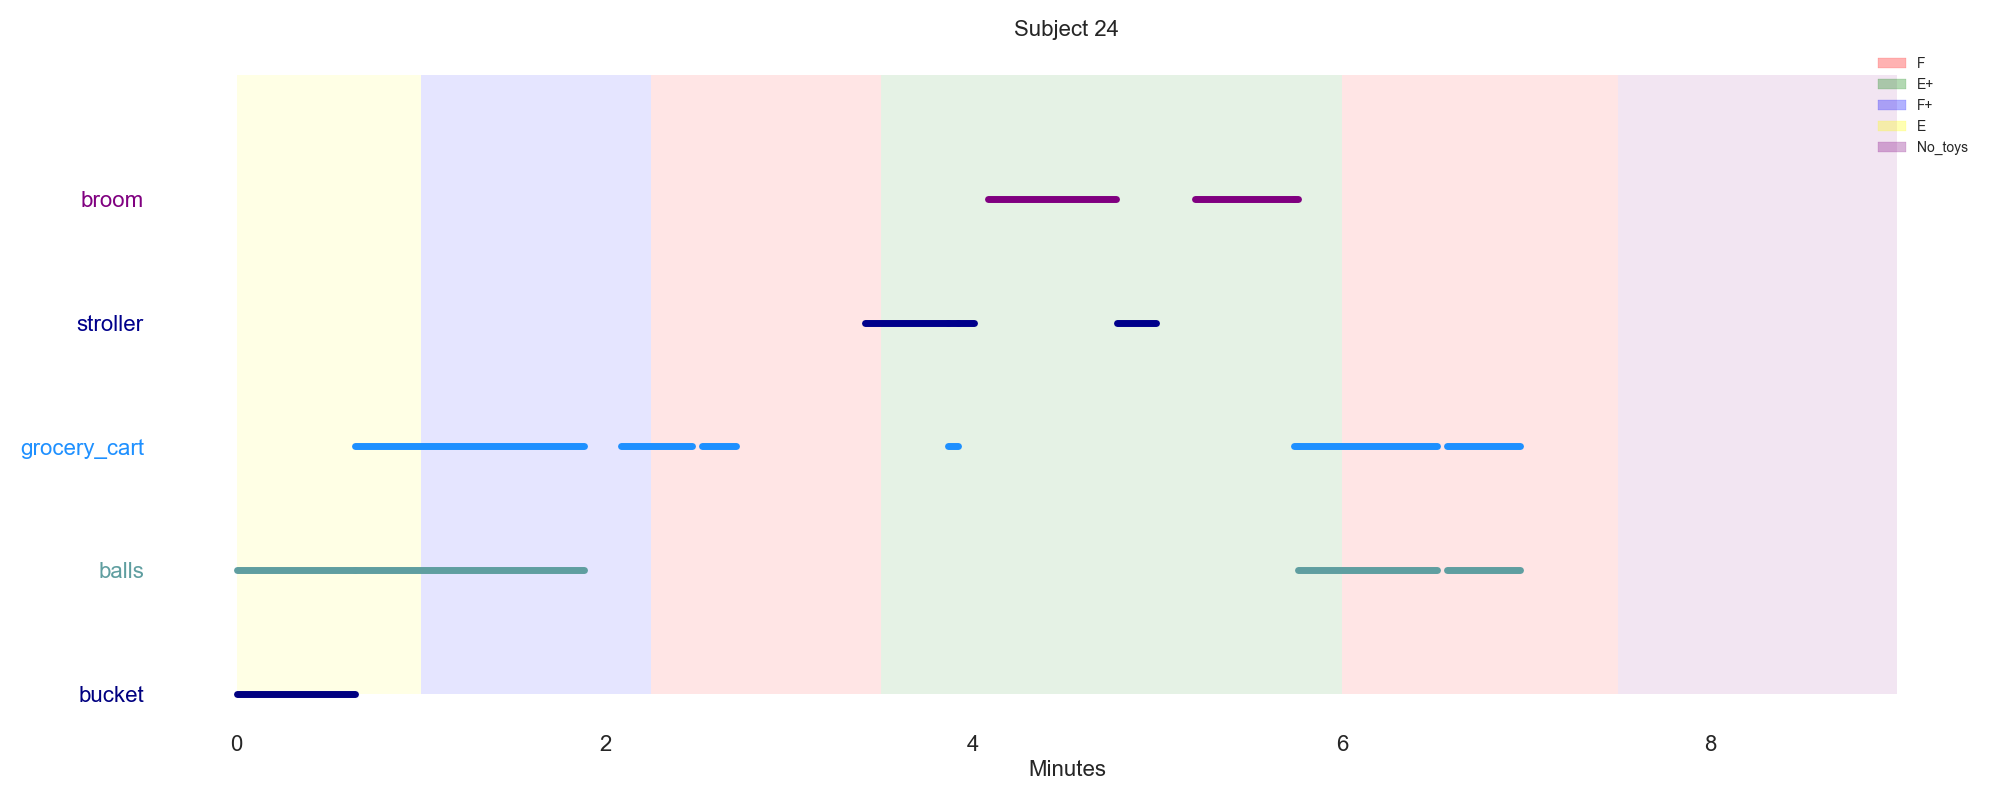 Subject 24
F
E+
F+
E
No_toys
broom
stroller
grocery_cart
balls
bucket
0 2 4 6 8
Minutes